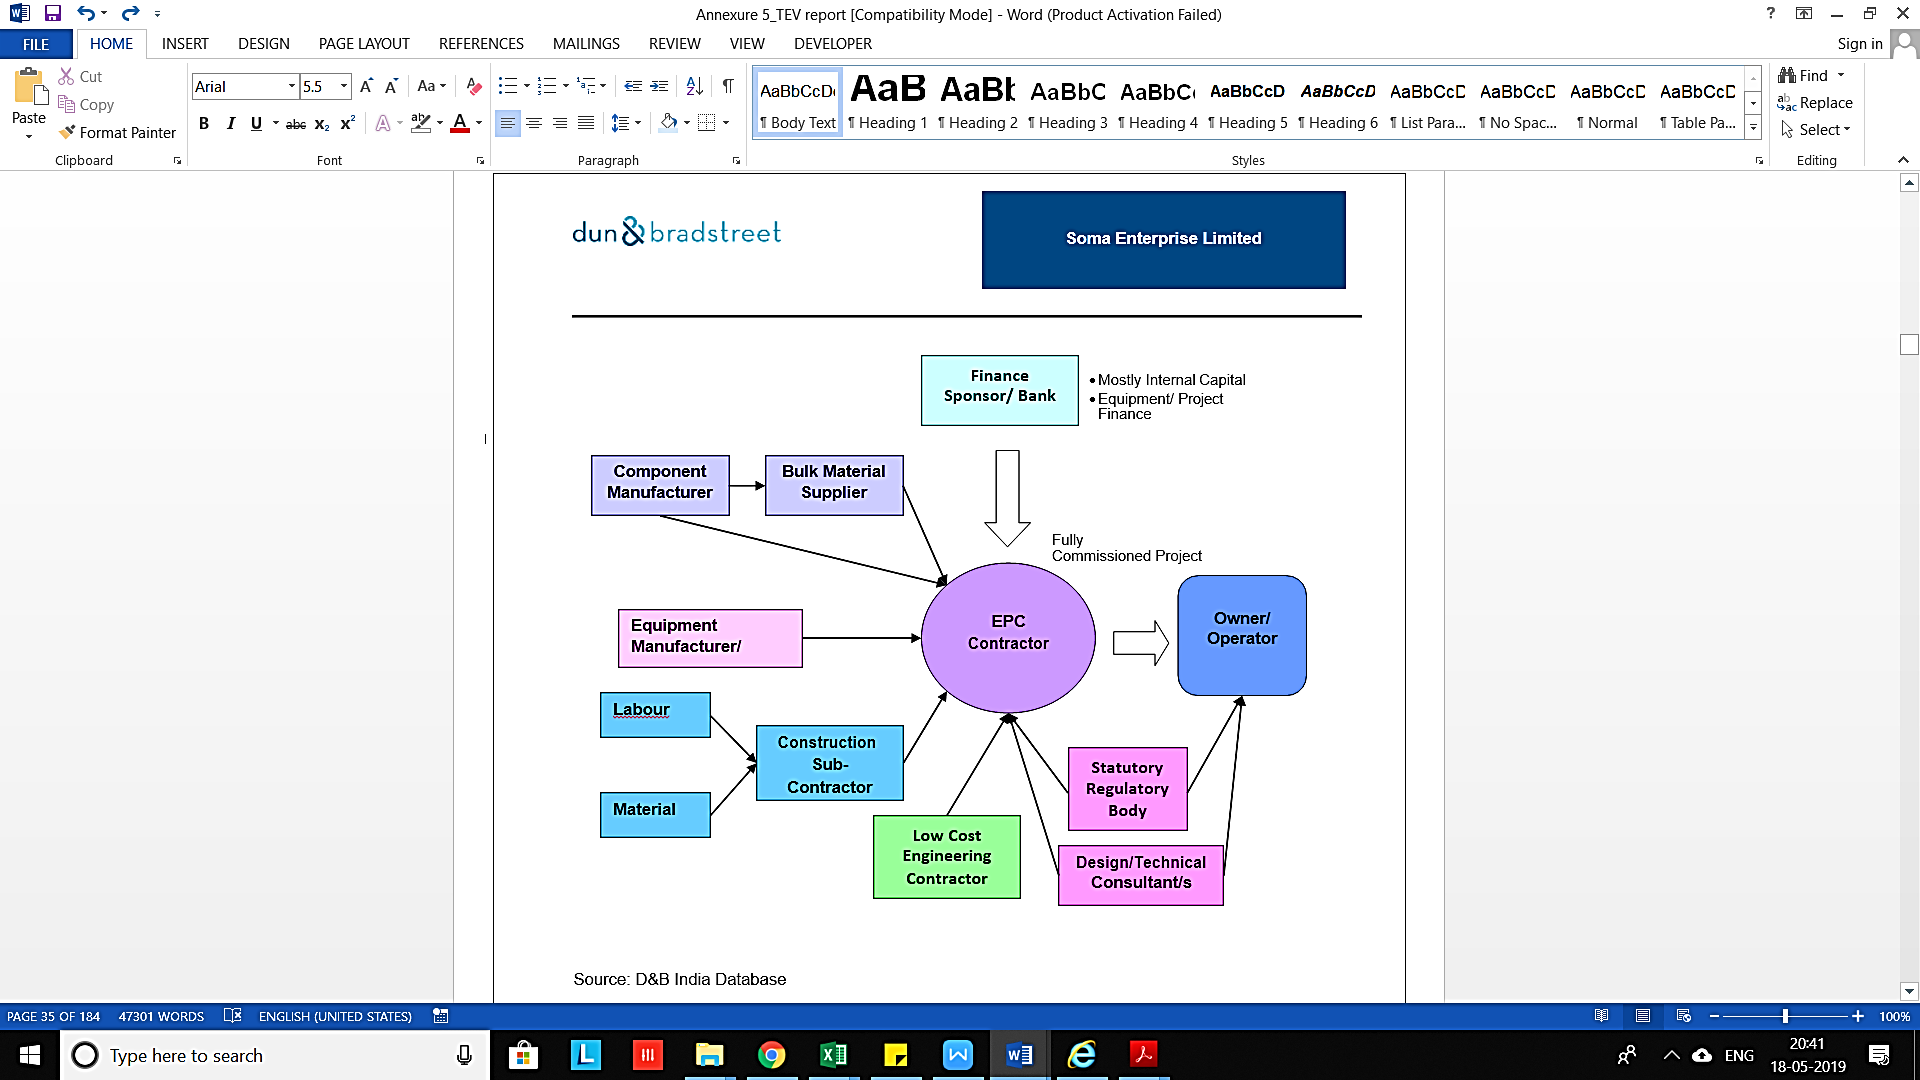 Annexure 5_TEV report [Compatibility Mode] - Word (Product Activation Failed)
FILE HOME INSERT DESIGN PAGE LAYOUT REFERENCES MAILINGS REVIEW VIEW DEVELOPER Sign in
Paste
Cut
Copy
Format Painter
Clipboard
Arial 5.5
Font
Paragraph
AaBbCcD AaB AaBb AaBbC AaBbC AaBbCcD AaBbCcD AaBbCcD AaBbCcD AaBbCcD AaBbCcD
¶ Body Text ¶ Heading 1 ¶ Heading 2 ¶ Heading 3 ¶ Heading 4 ¶ Heading 5 ¶ Heading 6 ¶ List Para... ¶ No Spac... ¶ Normal ¶ Table Pa...
Styles
Find
Replace
Select
Editing
dun&bradstreet
Soma Enterprise Limited
Finance
Sponsor/ Bank
• Mostly Internal Capital
• Equipment/ Project
Finance
Component
Manufacturer
Bulk Material
Supplier
Fully
Commissioned Project
EPC
Contractor
Owner/
Operator
Equipment
Manufacturer/
Labour
Material
Construction
Sub-
Contractor
Low Cost
Engineering
Contractor
Statutory
Regulatory
Body
Design/Technical
Consultant/s
Source: D&B India Database
PAGE 35 OF 184 47301 WORDS ENGLISH (UNITED STATES) 100%
Type here to search
ENG
20:41
18-05-2019